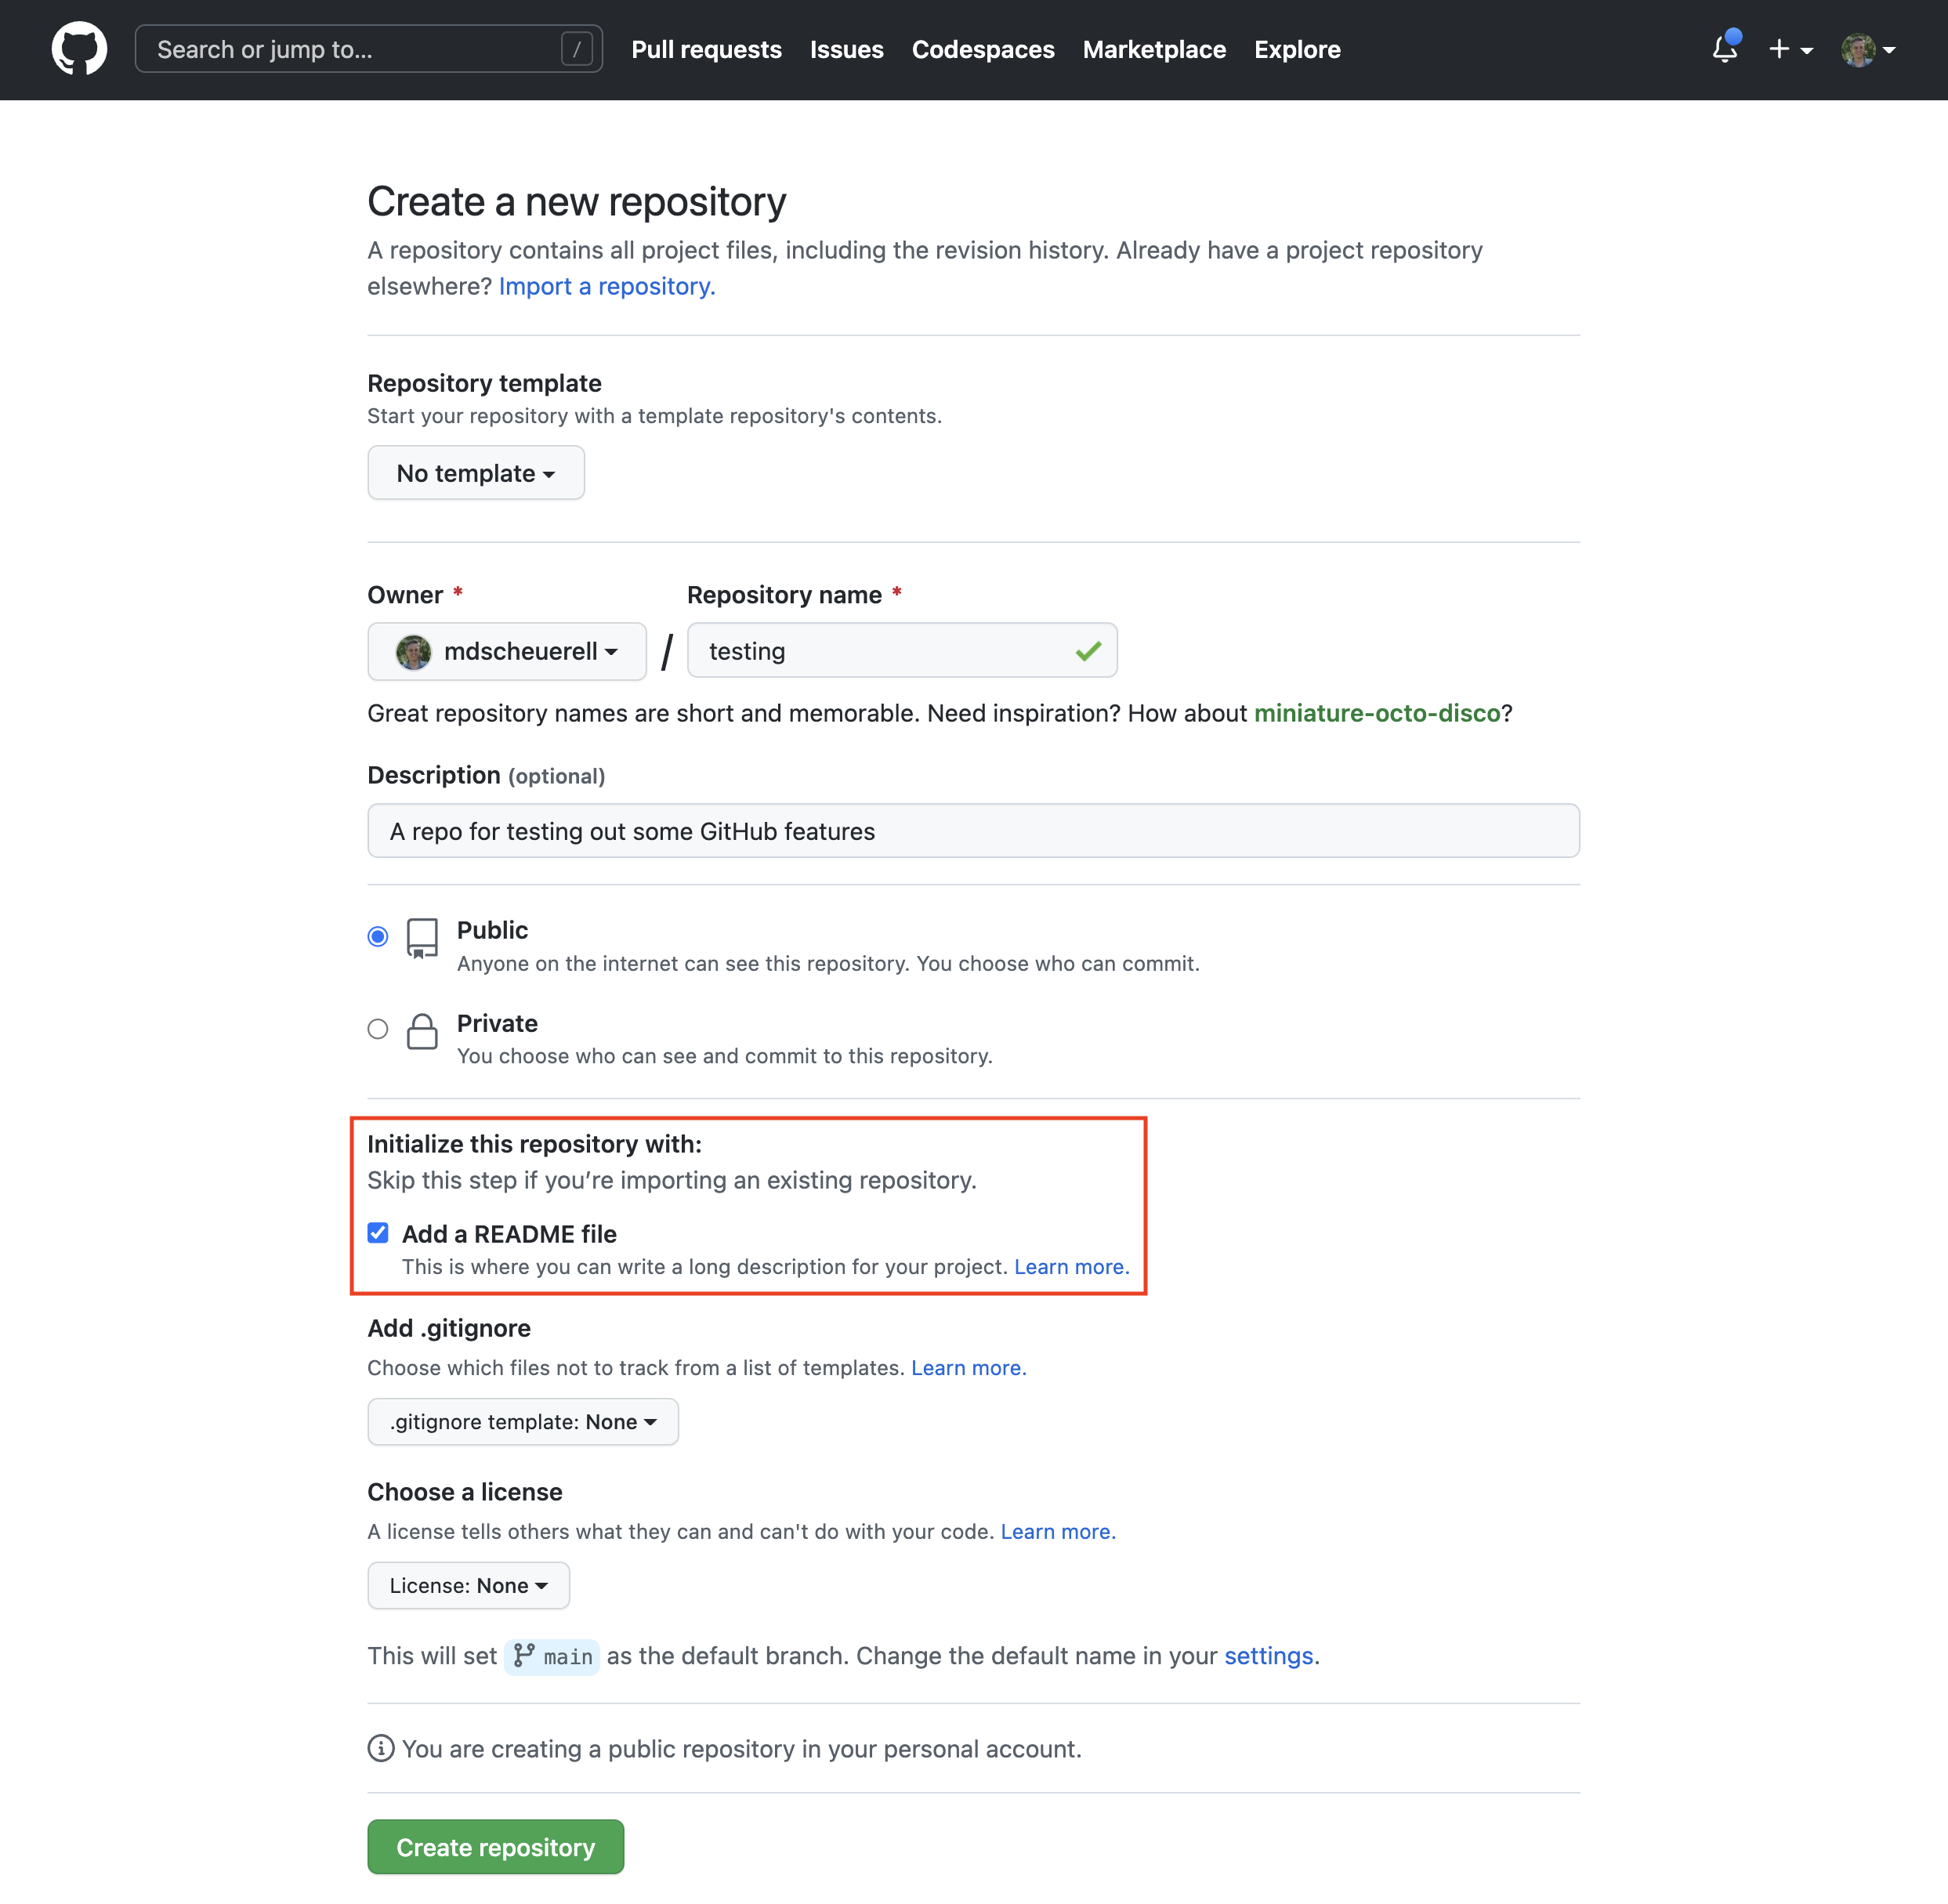 Search or jump to... / Pull requests Issues Codespaces Marketplace Explore
Create a new repository
A repository contains all project files, including the revision history. Already have a project repository
elsewhere? Import a repository.
Repository template
Start your repository with a template repository's contents.
No template
Owner * Repository name *
mdscheuerell / testing
Great repository names are short and memorable. Need inspiration? How about miniature-octo-disco?
Description (optional)
A repo for testing out some GitHub features
Public
Anyone on the internet can see this repository. You choose who can commit.
Private
You choose who can see and commit to this repository.
Initialize this repository with:
Skip this step if you’re importing an existing repository.
Add a README file
This is where you can write a long description for your project. Learn more.
Add .gitignore
Choose which files not to track from a list of templates. Learn more.
.gitignore template: None
Choose a license
A license tells others what they can and can't do with your code. Learn more.
License: None
This will set main as the default branch. Change the default name in your settings.
You are creating a public repository in your personal account.
Create repository